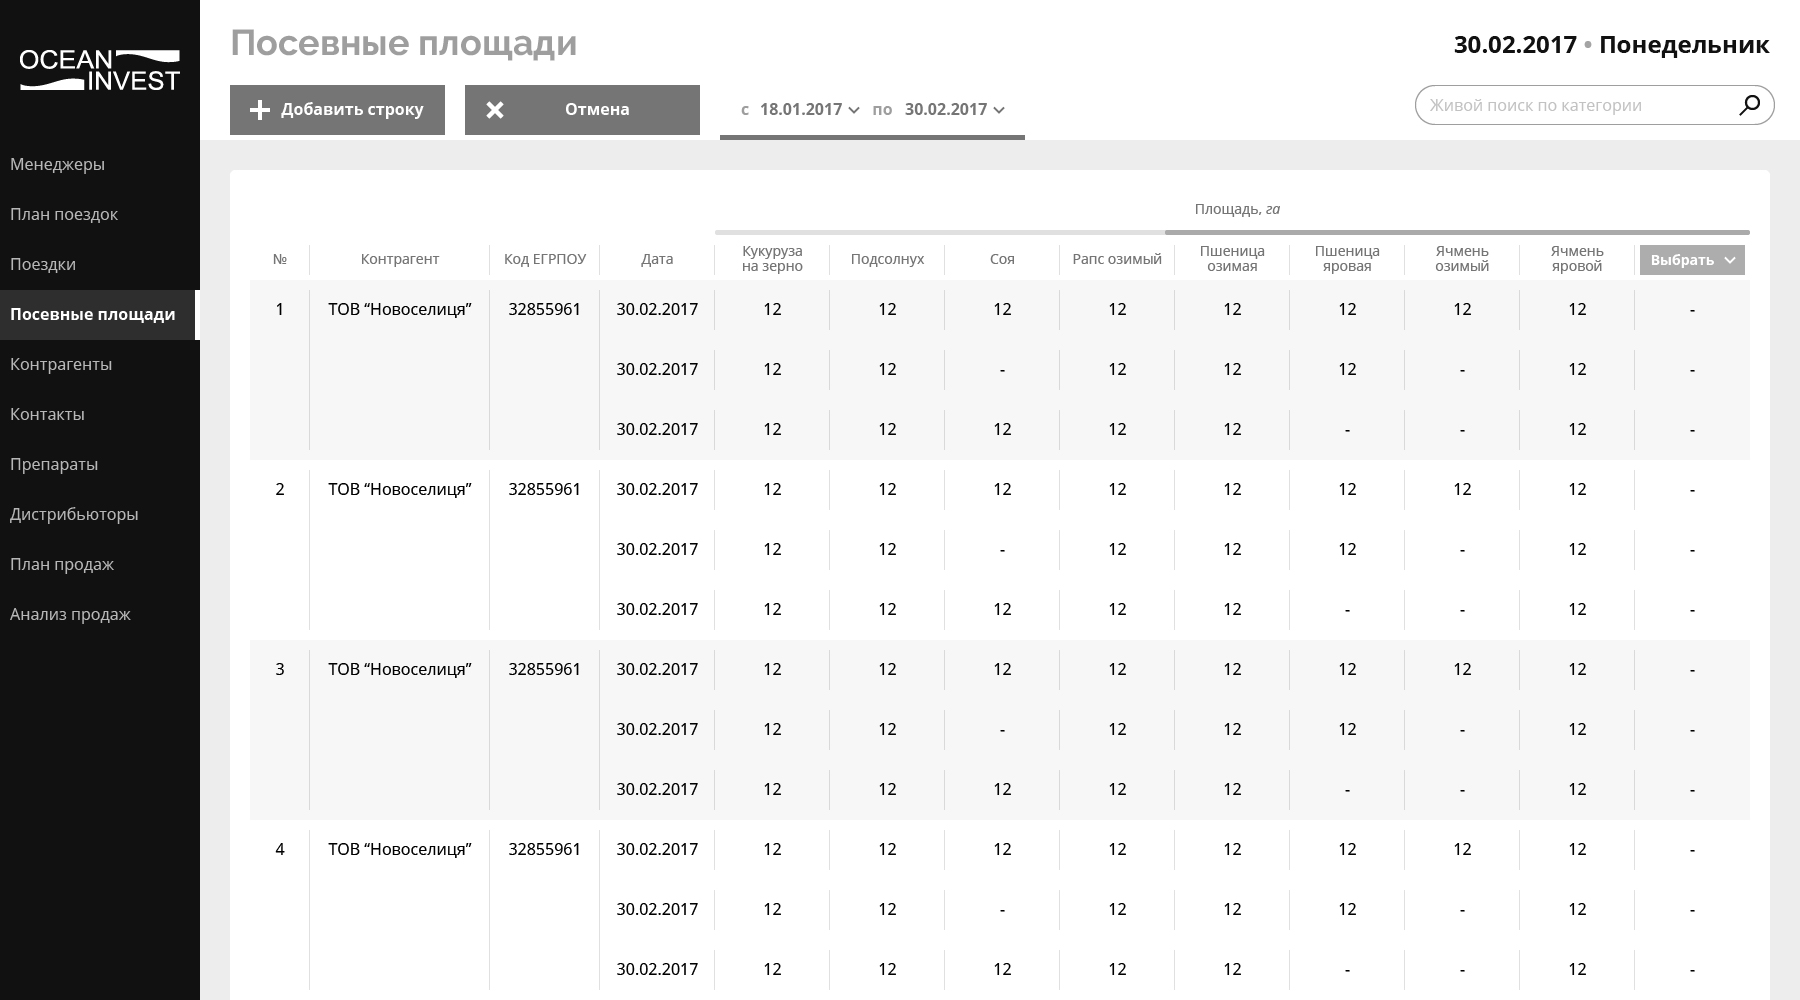 OCEAN
INVEST
Менеджеры
План поездок
Поездки
Посевные площади
Контрагенты
Контакты
Препараты
Дистрибьюторы
План продаж
Анализ продаж
Посевные площади
30.02.2017 • Понедельник
Добавить строку
Отмена
с 18.01.2017 по 30.02.2017
Живой поиск по категории
Площадь, га
№ Контрагент Код ЕГРПОУ Дата Кукуруза на зерно Подсолнух Соя Рапс озимый Пшеница озимая Пшеница яровая Ячмень озимый Ячмень яровой Выбрать
1 ТОВ “Новоселиця” 32855961 30.02.2017 12 12 12 12 12 12 12 12 -
30.02.2017 12 12 - 12 12 12 - 12 -
30.02.2017 12 12 12 12 12 - - 12 -
2 ТОВ “Новоселиця” 32855961 30.02.2017 12 12 12 12 12 12 12 12 -
30.02.2017 12 12 - 12 12 12 - 12 -
30.02.2017 12 12 12 12 12 - - 12 -
3 ТОВ “Новоселиця” 32855961 30.02.2017 12 12 12 12 12 12 12 12 -
30.02.2017 12 12 - 12 12 12 - 12 -
30.02.2017 12 12 12 12 12 - - 12 -
4 ТОВ “Новоселиця” 32855961 30.02.2017 12 12 12 12 12 12 12 12 -
30.02.2017 12 12 - 12 12 12 - 12 -
30.02.2017 12 12 12 12 12 - - 12 -